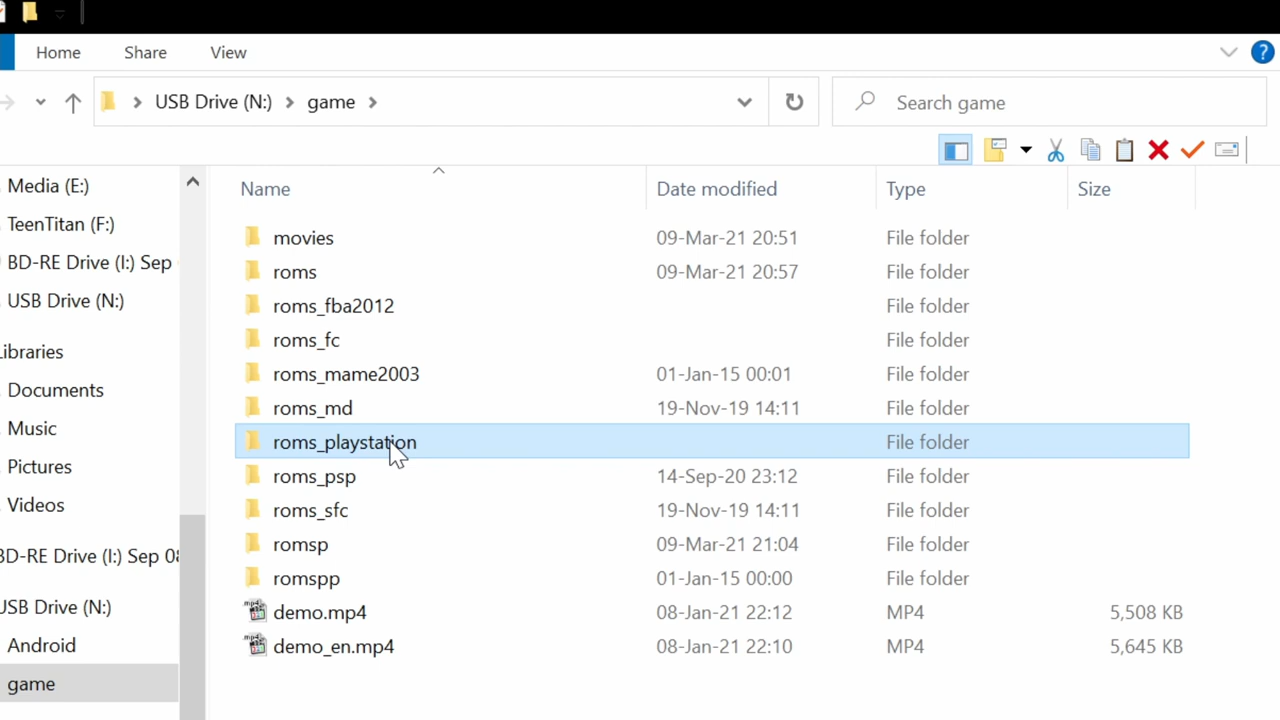 Home Share View
USB Drive (N:) game Search game
Name Date modified Type Size
Media (E:)
TeenTitan (F:)
BD-RE Drive (I:) Sep
USB Drive (N:)
Libraries
Documents
Music
Pictures
Videos
BD-RE Drive (I:) Sep 08
USB Drive (N:)
Android
game
movies 09-Mar-21 20:51 File folder
roms 09-Mar-21 20:57 File folder
roms_fba2012 File folder
roms_fc File folder
roms_mame2003 01-Jan-15 00:01 File folder
roms_md 19-Nov-19 14:11 File folder
roms_playstation File folder
roms_psp 14-Sep-20 23:12 File folder
roms_sfc 19-Nov-19 14:11 File folder
romsp 09-Mar-21 21:04 File folder
romspp 01-Jan-15 00:00 File folder
demo.mp4 08-Jan-21 22:12 MP4 5,508 KB
demo_en.mp4 08-Jan-21 22:10 MP4 5,645 KB